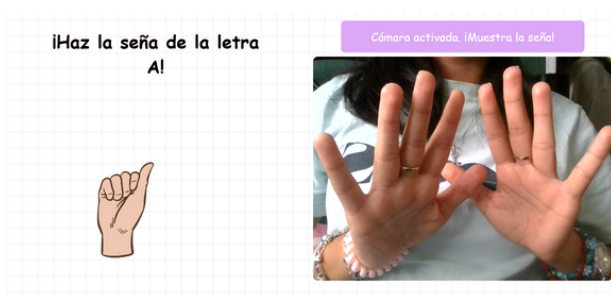 ¡Haz la seña de la letra
A!
Cámara activada, ¡Muestra la seña!